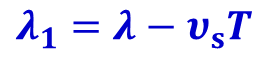 λ₁ = λ − υₛT